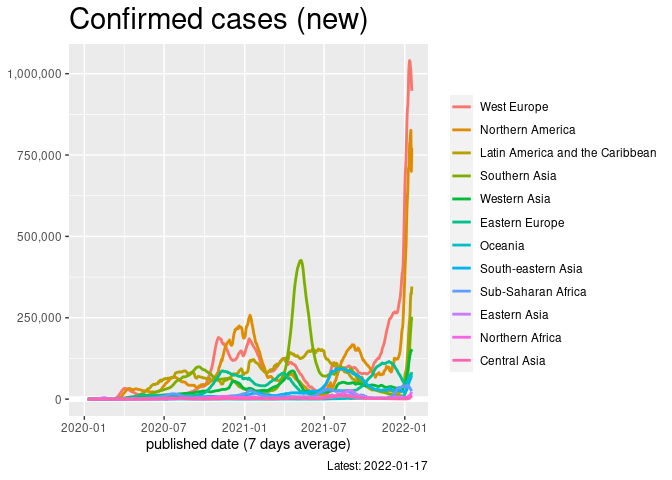 Confirmed cases (new)
1,000,000
750,000
500,000
250,000
0
2020-01 2020-07 2021-01 2021-07 2022-01
published date (7 days average)
Latest: 2022-01-17
West Europe
Northern America
Latin America and the Caribbean
Southern Asia
Western Asia
Eastern Europe
Oceania
South-eastern Asia
Sub-Saharan Africa
Eastern Asia
Northern Africa
Central Asia